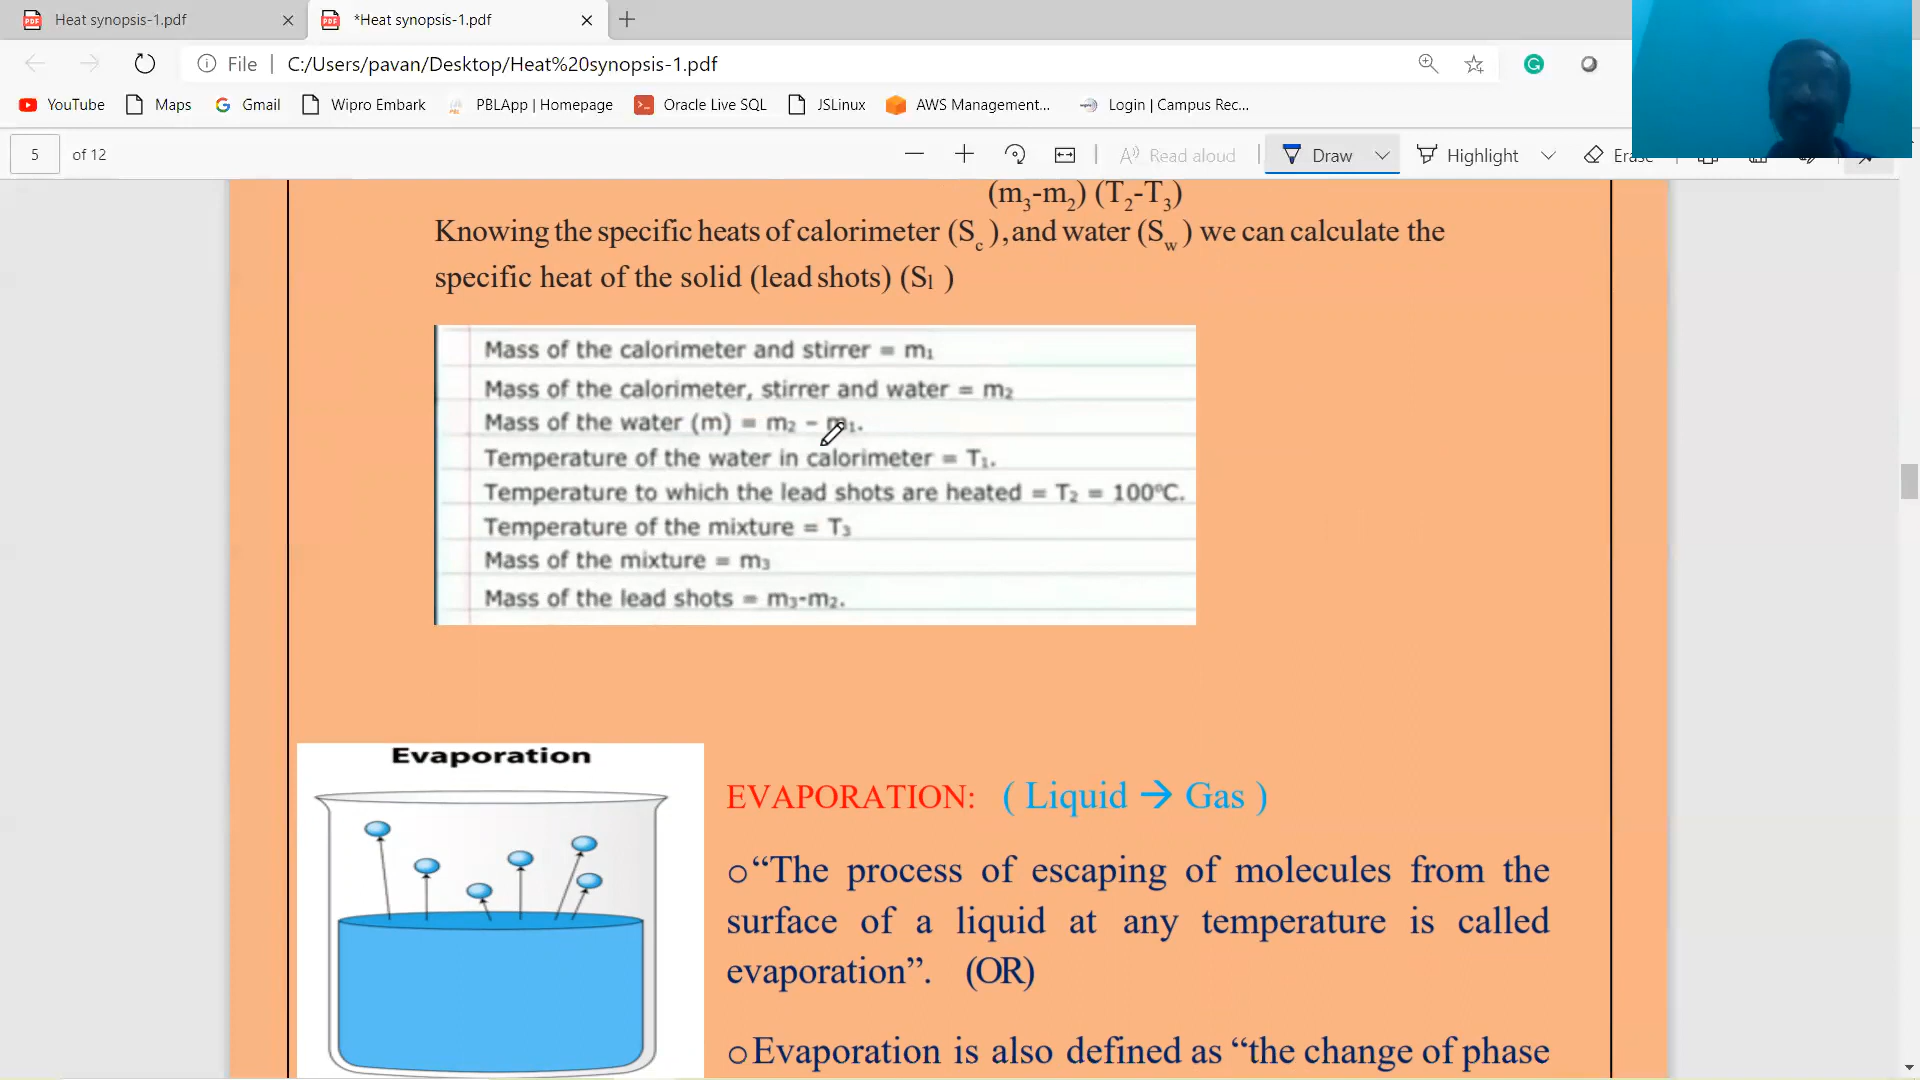 Heat synopsis-1.pdf
*Heat synopsis-1.pdf
File
C:/Users/pavan/Desktop/Heat%20synopsis-1.pdf
YouTube
Maps
Gmail
Wipro Embark
PBLApp | Homepage
Oracle Live SQL
JSLinux
AWS Management...
Login | Campus Rec...
5 of 12
Read aloud
Draw
Highlight
(m₃-m₂) (T₂-T₃)
Knowing the specific heats of calorimeter (S꜀ ),and water (Sw ) we can calculate the
specific heat of the solid (lead shots) (Sl )
Mass of the calorimeter and stirrer = m₁
Mass of the calorimeter, stirrer and water = m₂
Mass of the water (m) = m₂ - m₁.
Temperature of the water in calorimeter = T₁.
Temperature to which the lead shots are heated = T₂ = 100°C.
Temperature of the mixture = T₃
Mass of the mixture = m₃
Mass of the lead shots = m₃-m₂.
Evaporation
EVAPORATION: ( Liquid → Gas )
o“The process of escaping of molecules from the
surface of a liquid at any temperature is called
evaporation”. (OR)
oEvaporation is also defined as “the change of phase